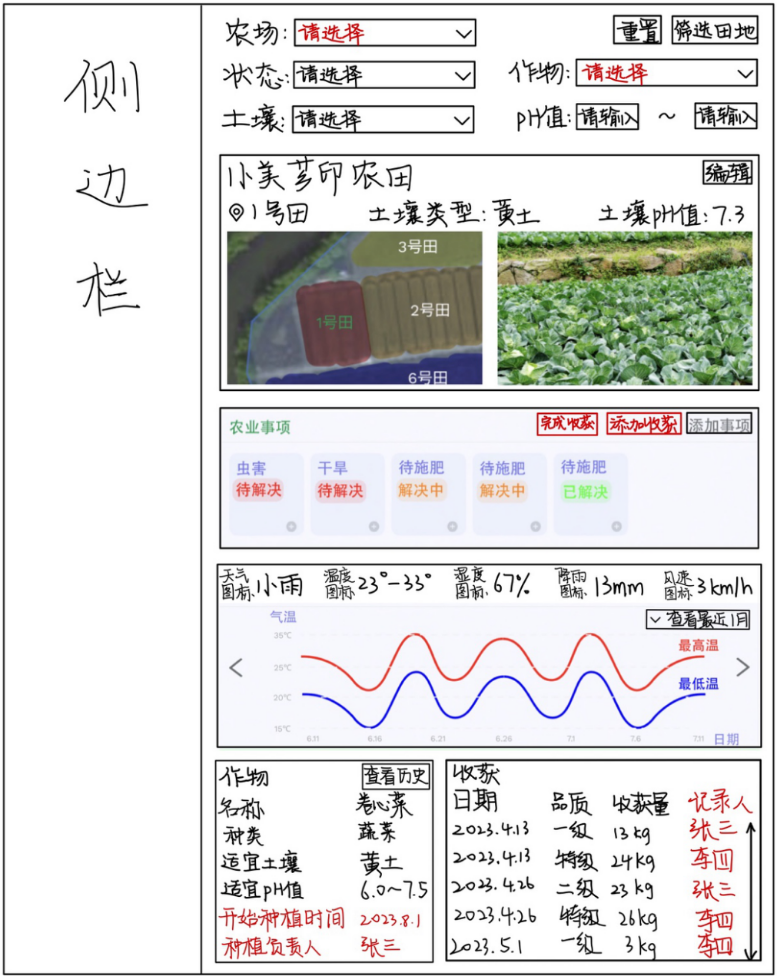 侧
边
栏
农场: 请选择 重置 筛选田地
状态: 请选择 作物: 请选择
土壤: 请选择 pH值: 请输入 ~ 请输入
小美 农田 编辑
1号田 土壤类型: 黄土 土壤pH值: 7.3
3号田
1号田
2号田
6号田
农业事项 完成收获 添加收获 添加事项
虫害 干旱 待施肥 待施肥 待施肥
待解决 待解决 解决中 解决中 已解决
天气图标: 小雨 温度图标: 23°-33° 湿度图标: 67% 降雨图标: 13mm 风速图标: 3km/h
气温 查看最近1月
35℃
最高温
25℃
最低温
20℃
15℃
6.11 6.16 6.21 6.26 7.1 7.6 7.11 日期
作物 查看历史
名称 卷心菜
种类 蔬菜
适宜土壤 黄土
适宜pH值 6.0~7.5
开始种植时间 2023.8.1
种植负责人 张三
收获
日期 品质 收获量 记录人
2023.4.13 一级 13kg 张三
2023.4.13 特级 24kg 李四
2023.4.26 二级 23kg 张三
2023.4.26 特级 26kg 李四
2023.5.1 一级 3kg 李四